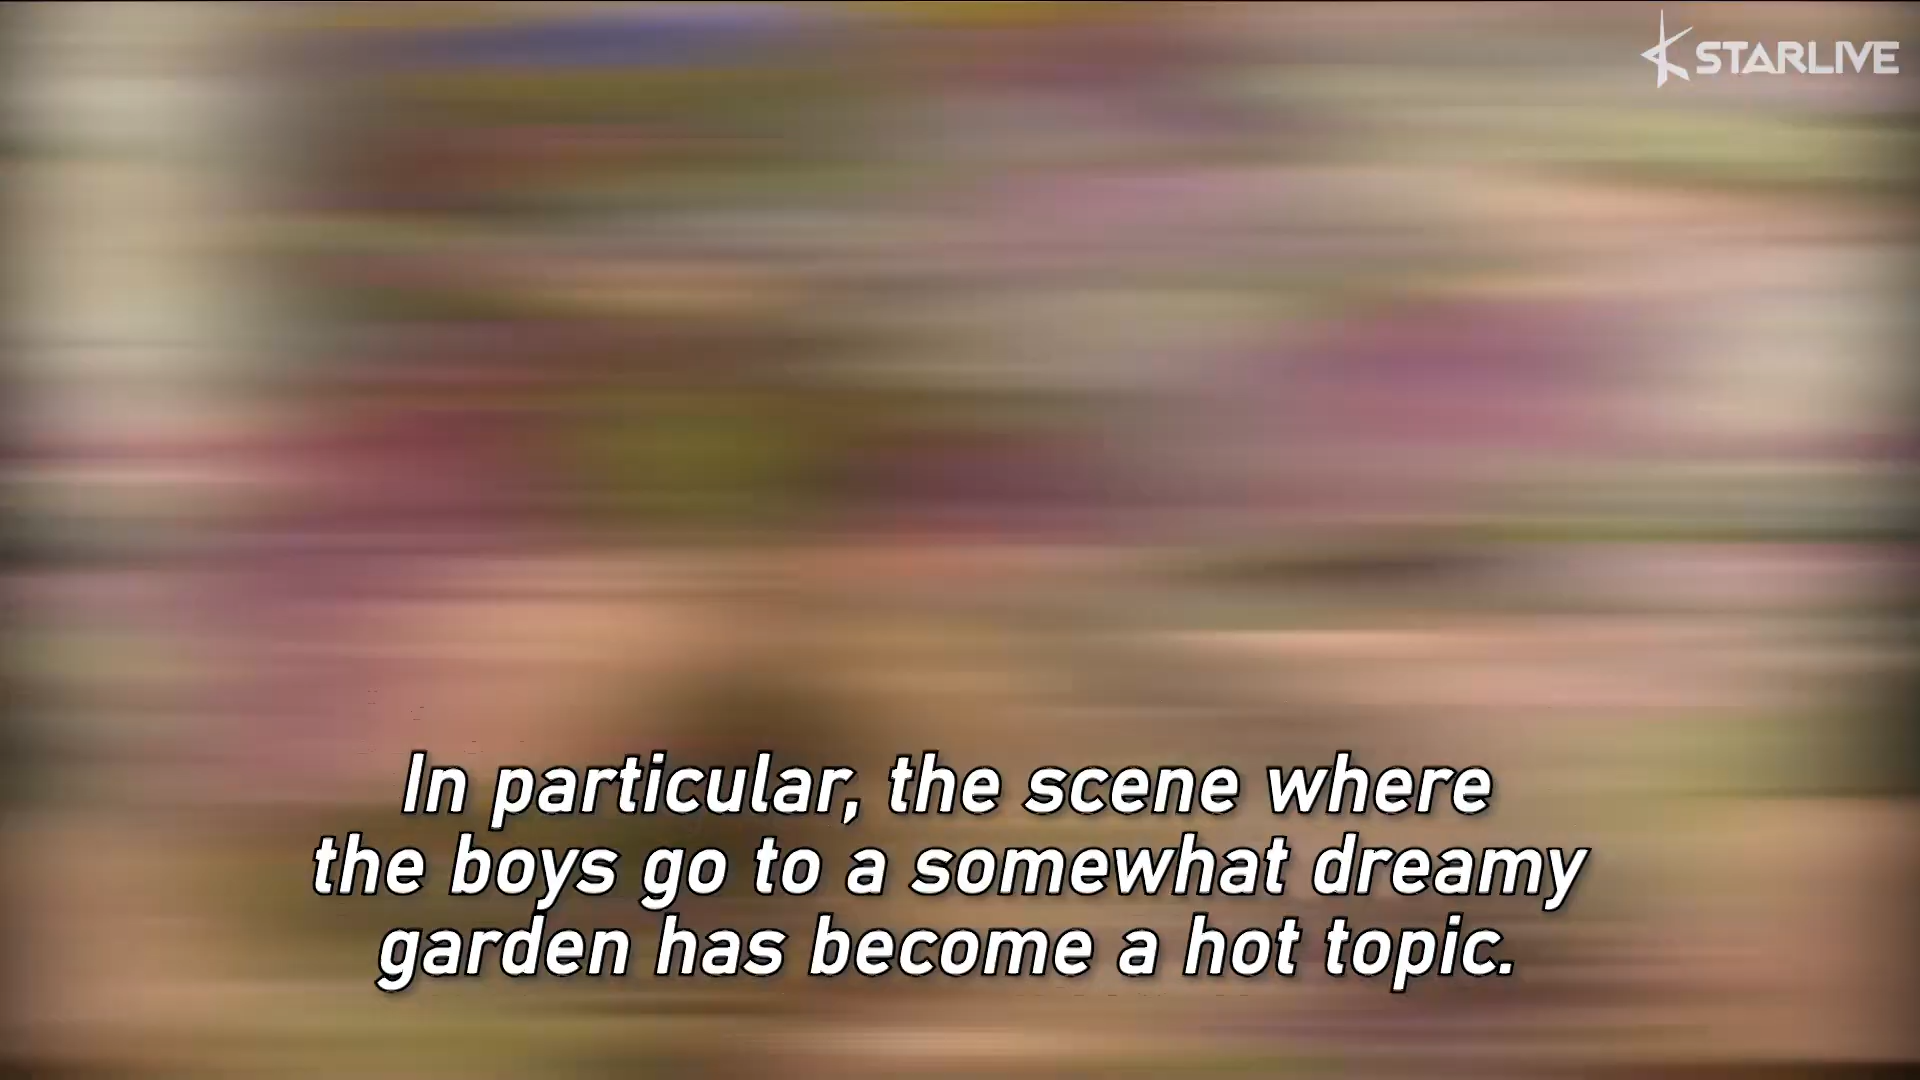 STARLIVE
In particular, the scene where
the boys go to a somewhat dreamy
garden has become a hot topic.